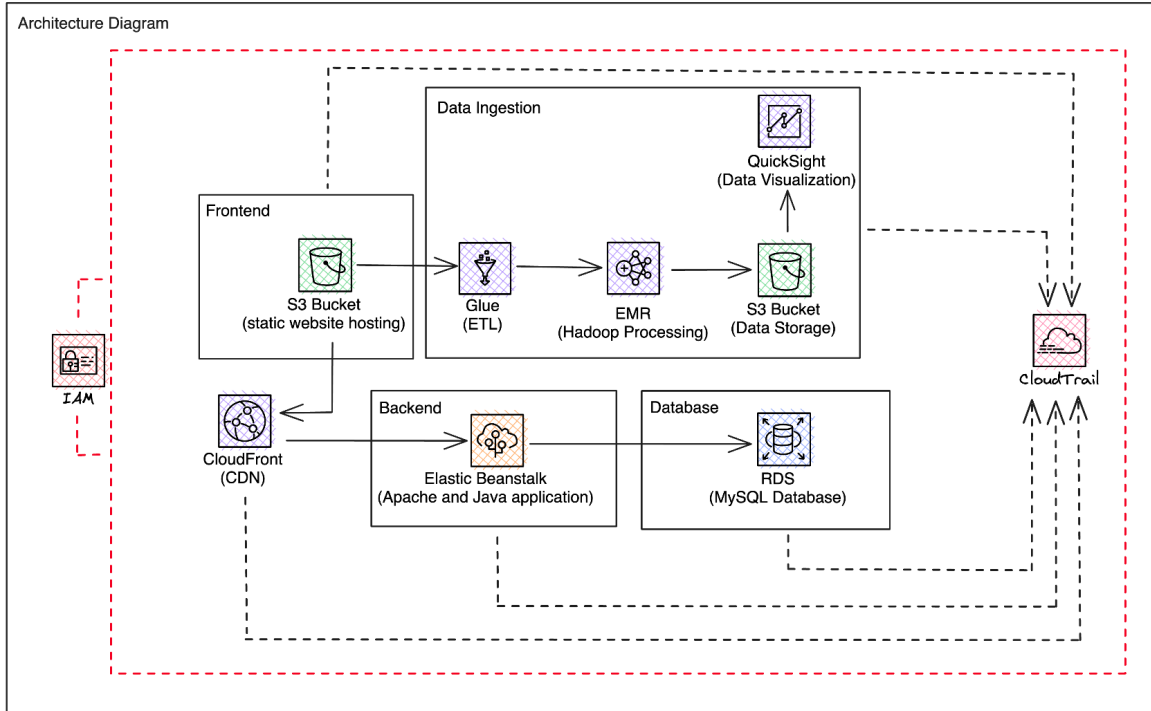 Architecture Diagram
Data Ingestion
QuickSight
(Data Visualization)
Frontend
S3 Bucket
(static website hosting)
Glue
(ETL)
EMR
(Hadoop Processing)
S3 Bucket
(Data Storage)
IAM
CloudTrail
CloudFront
(CDN)
Backend
Elastic Beanstalk
(Apache and Java application)
Database
RDS
(MySQL Database)